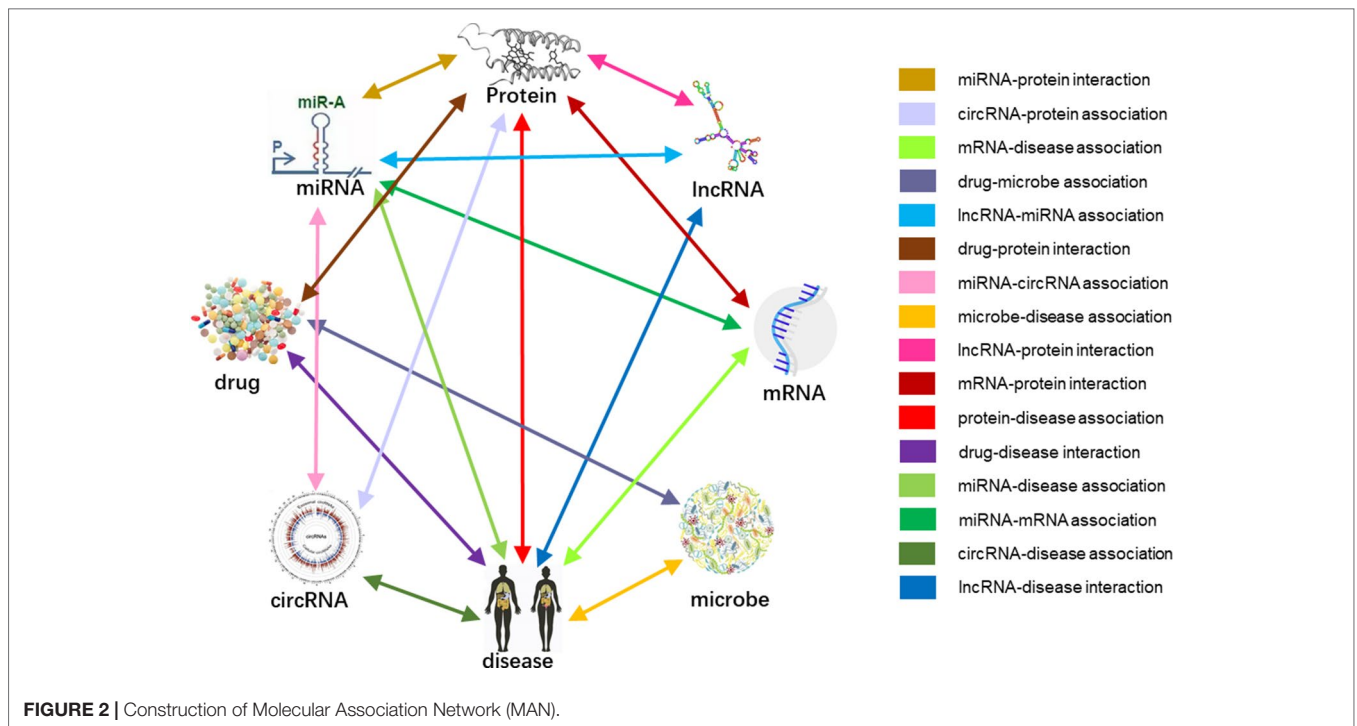 Protein
miR-A
P
miRNA
lncRNA
drug
mRNA
circRNA
microbe
disease
miRNA-protein interaction
circRNA-protein association
mRNA-disease association
drug-microbe association
lncRNA-miRNA association
drug-protein interaction
miRNA-circRNA association
microbe-disease association
lncRNA-protein interaction
mRNA-protein interaction
protein-disease association
drug-disease interaction
miRNA-disease association
miRNA-mRNA association
circRNA-disease association
lncRNA-disease interaction
FIGURE 2 | Construction of Molecular Association Network (MAN).